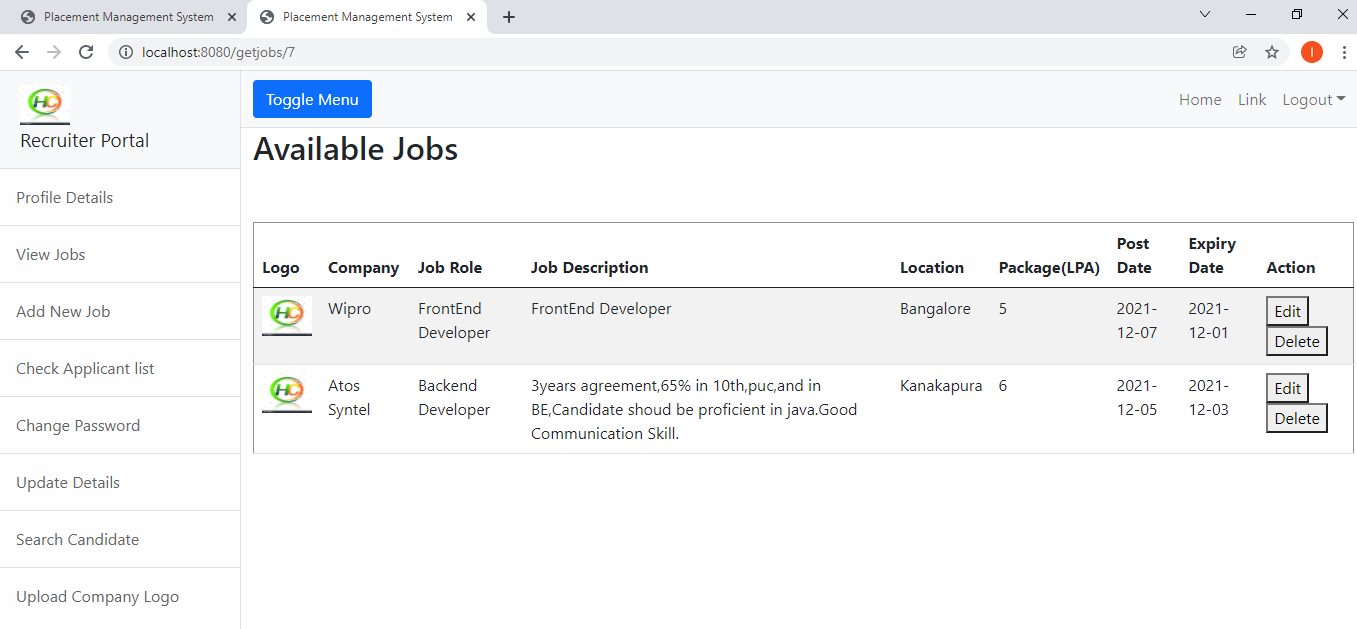 Placement Management System
Placement Management System
localhost:8080/getjobs/7
I
HC
Recruiter Portal
Toggle Menu
Home Link Logout
Available Jobs
Profile Details
View Jobs
Add New Job
Check Applicant list
Change Password
Update Details
Search Candidate
Upload Company Logo
Logo Company Job Role Job Description Location Package(LPA) Post Date Expiry Date Action
HC Wipro FrontEnd Developer FrontEnd Developer Bangalore 5 2021-12-07 2021-12-01 Edit Delete
HC Atos Syntel Backend Developer 3years agreement,65% in 10th,puc,and in
BE,Candidate shoud be proficient in java.Good
Communication Skill. Kanakapura 6 2021-12-05 2021-12-03 Edit Delete